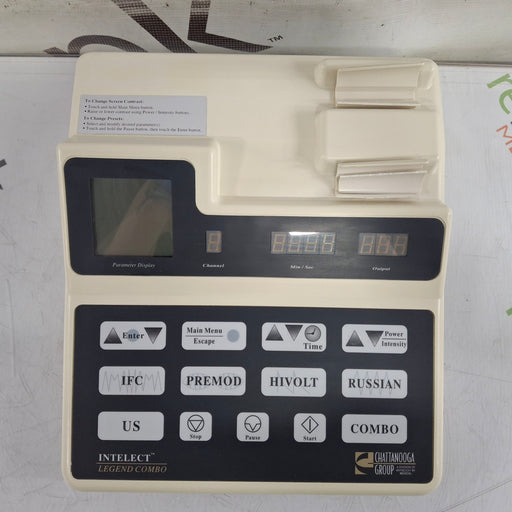 ™
To Change Screen Contrast:
• Touch and hold Main Menu button.
• Raise or lower contrast using Power / Intensity buttons.
To Change Presets:
• Select and modify desired parameter(s).
• Touch and hold the Pause button, then touch the Enter button.
Parameter Display
Channel
Min / Sec
Output
Enter
Main Menu
Escape
Time
Power
Intensity
IFC
PREMOD
HIVOLT
RUSSIAN
US
Stop
Pause
Start
COMBO
INTELECT™
LEGEND COMBO
CHATTANOOGA
GROUP